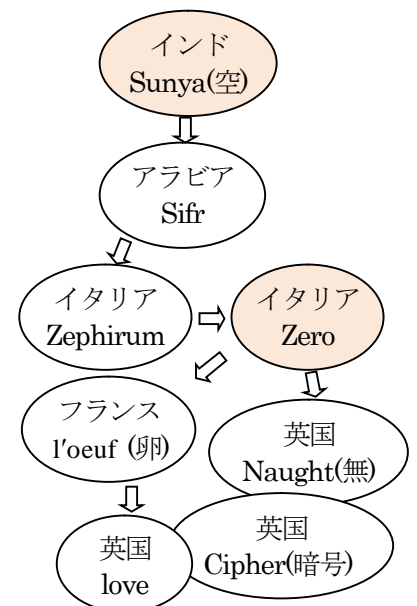 インド
Sunya(空)
アラビア
Sifr
イタリア
Zephirum
イタリア
Zero
フランス
l'oeuf (卵)
英国
Naught(無)
英国
love
英国
Cipher(暗号)